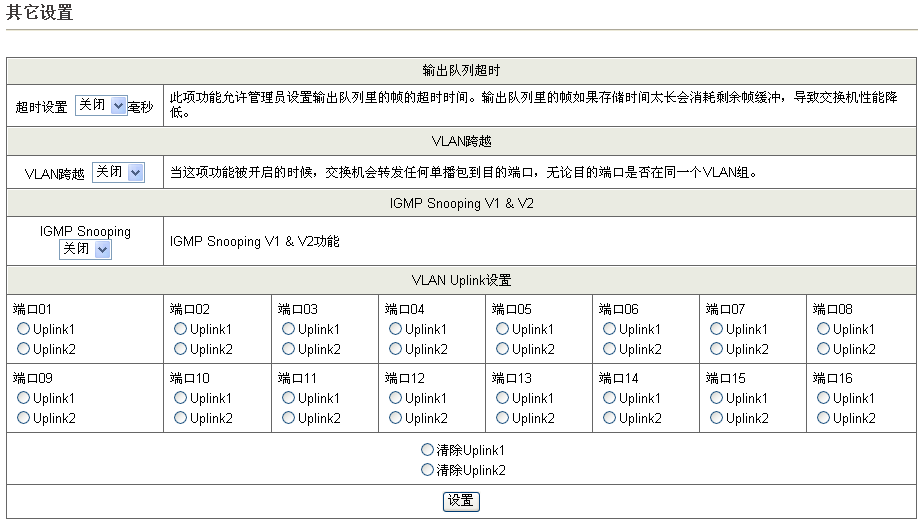 其它设置
输出队列超时
超时设置 关闭 毫秒
此项功能允许管理员设置输出队列里的帧的超时时间。输出队列里的帧如果存储时间太长会消耗剩余帧缓冲，导致交换机性能降
低。
VLAN跨越
VLAN跨越 关闭
当这项功能被开启的时候，交换机会转发任何单播包到目的端口，无论目的端口是否在同一个VLAN组。
IGMP Snooping V1 & V2
IGMP Snooping
关闭
IGMP Snooping V1 & V2功能
VLAN Uplink设置
端口01 端口02 端口03 端口04 端口05 端口06 端口07 端口08
Uplink1 Uplink1 Uplink1 Uplink1 Uplink1 Uplink1 Uplink1 Uplink1
Uplink2 Uplink2 Uplink2 Uplink2 Uplink2 Uplink2 Uplink2 Uplink2
端口09 端口10 端口11 端口12 端口13 端口14 端口15 端口16
Uplink1 Uplink1 Uplink1 Uplink1 Uplink1 Uplink1 Uplink1 Uplink1
Uplink2 Uplink2 Uplink2 Uplink2 Uplink2 Uplink2 Uplink2 Uplink2
清除Uplink1
清除Uplink2
设置